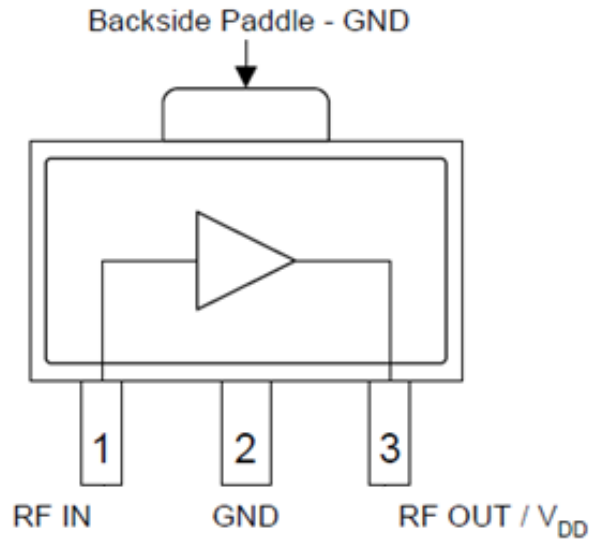 Backside Paddle - GND
1 2 3
RF IN GND RF OUT / VDD